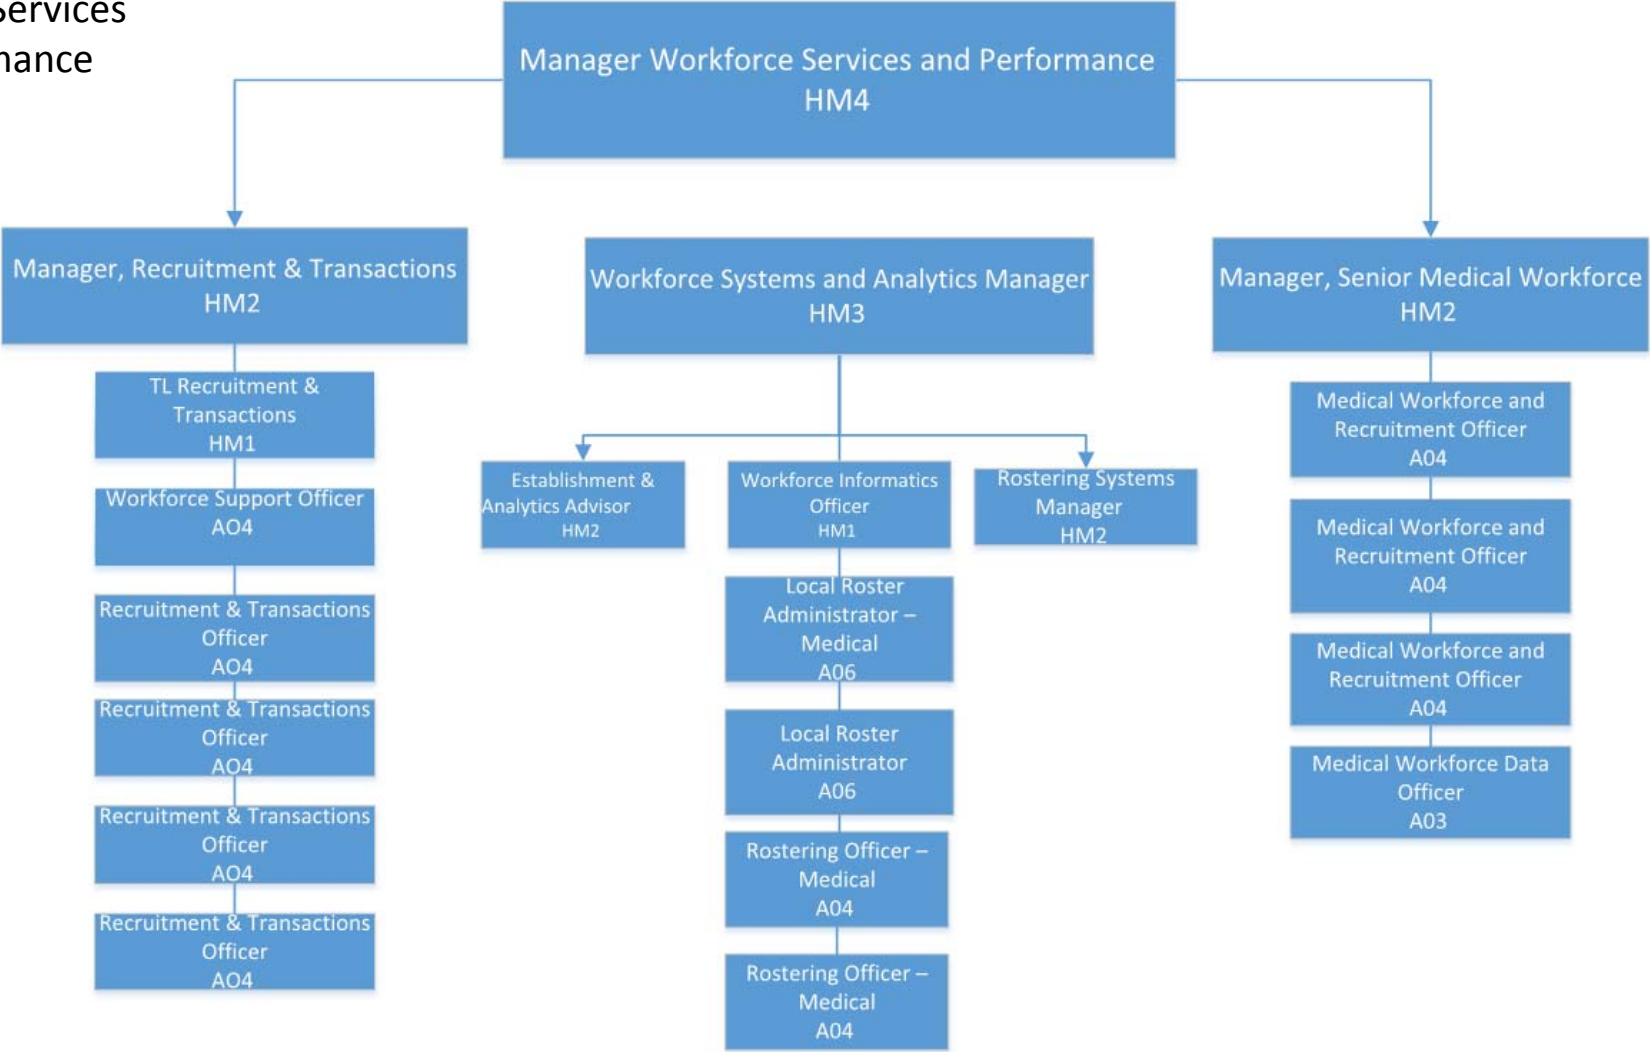 Services
Manager Workforce Services and Performance
HM4
Manager, Recruitment & Transactions
HM2
TL Recruitment &
Transactions
HM1
Workforce Support Officer
AO4
Recruitment & Transactions
Officer
AO4
Recruitment & Transactions
Officer
AO4
Recruitment & Transactions
Officer
AO4
Recruitment & Transactions
Officer
AO4
Workforce Systems and Analytics Manager
HM3
Establishment &
Analytics Advisor
HM2
Workforce Informatics
Officer
HM1
Local Roster
Administrator –
Medical
A06
Local Roster
Administrator
A06
Rostering Officer –
Medical
A04
Rostering Officer –
Medical
A04
Rostering Systems
Manager
HM2
Manager, Senior Medical Workforce
HM2
Medical Workforce and
Recruitment Officer
A04
Medical Workforce and
Recruitment Officer
A04
Medical Workforce and
Recruitment Officer
A04
Medical Workforce Data
Officer
A03